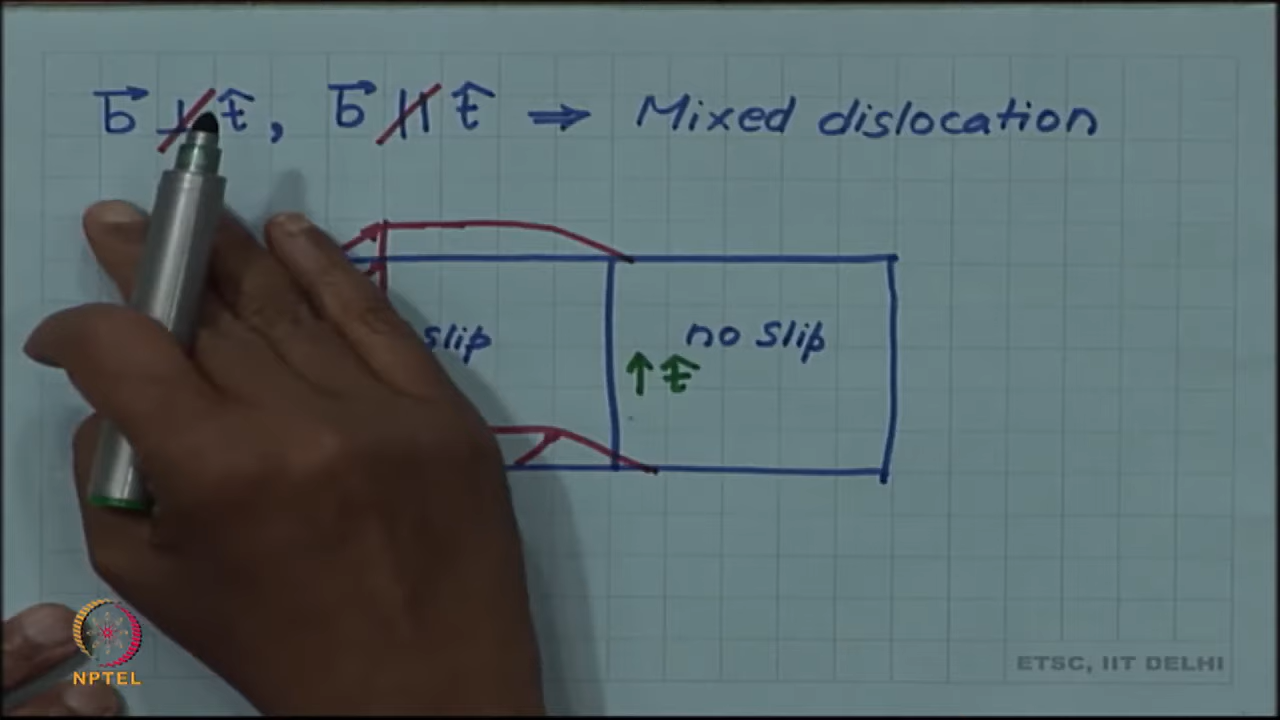 b⃗ ⊥̸ t̂, b⃗ ∦ t̂ ⇒ Mixed dislocation
slip
no slip
↑ t̂
NPTEL
ETSC, IIT DELHI